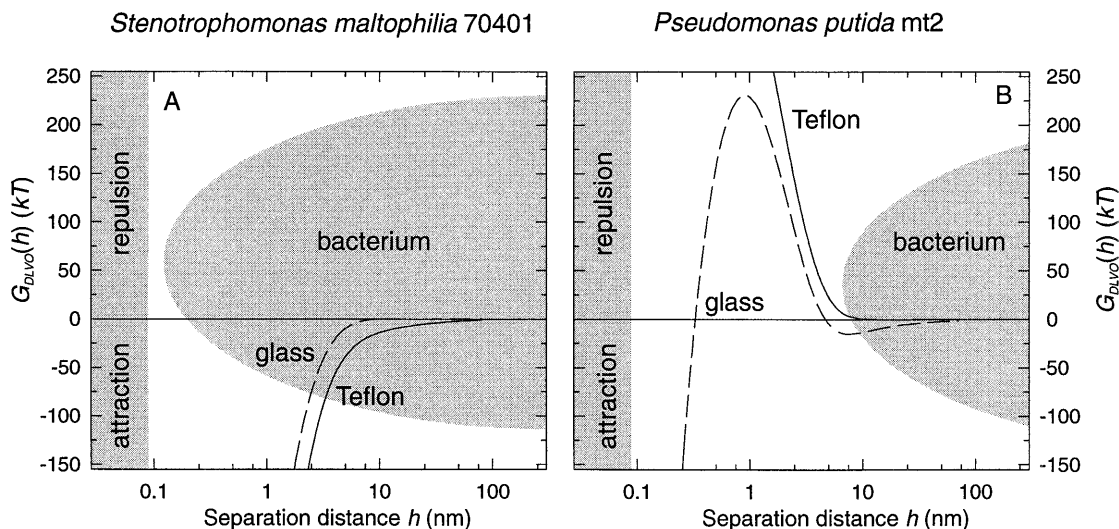 Stenotrophomonas maltophilia 70401
Pseudomonas putida mt2
A
250
200
150
100
50
0
-50
-100
-150
G_DLVO(h) (kT)
repulsion
attraction
bacterium
glass
Teflon
0.1
1
10
100
Separation distance h (nm)
B
Teflon
repulsion
attraction
bacterium
glass
250
200
150
100
50
0
-50
-100
-150
G_DLVO(h) (kT)
0.1
1
10
100
Separation distance h (nm)